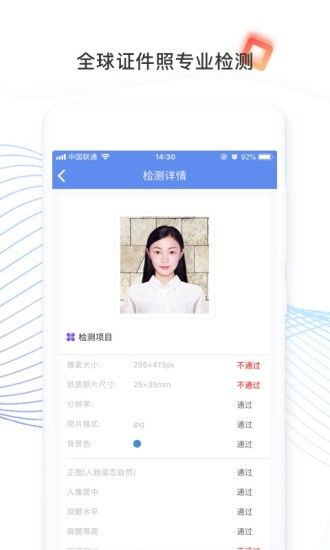 全球证件照专业检测
中国联通 14:30 92%
检测详情
检测项目
像素大小: 295×413px 不通过
纸质照片尺寸: 25×35mm 不通过
分辨率: 通过
照片格式: jpg 通过
背景色: 通过
正面(人脸姿态自然) 通过
人像居中 通过
双眼水平 通过
肩膀等高 通过